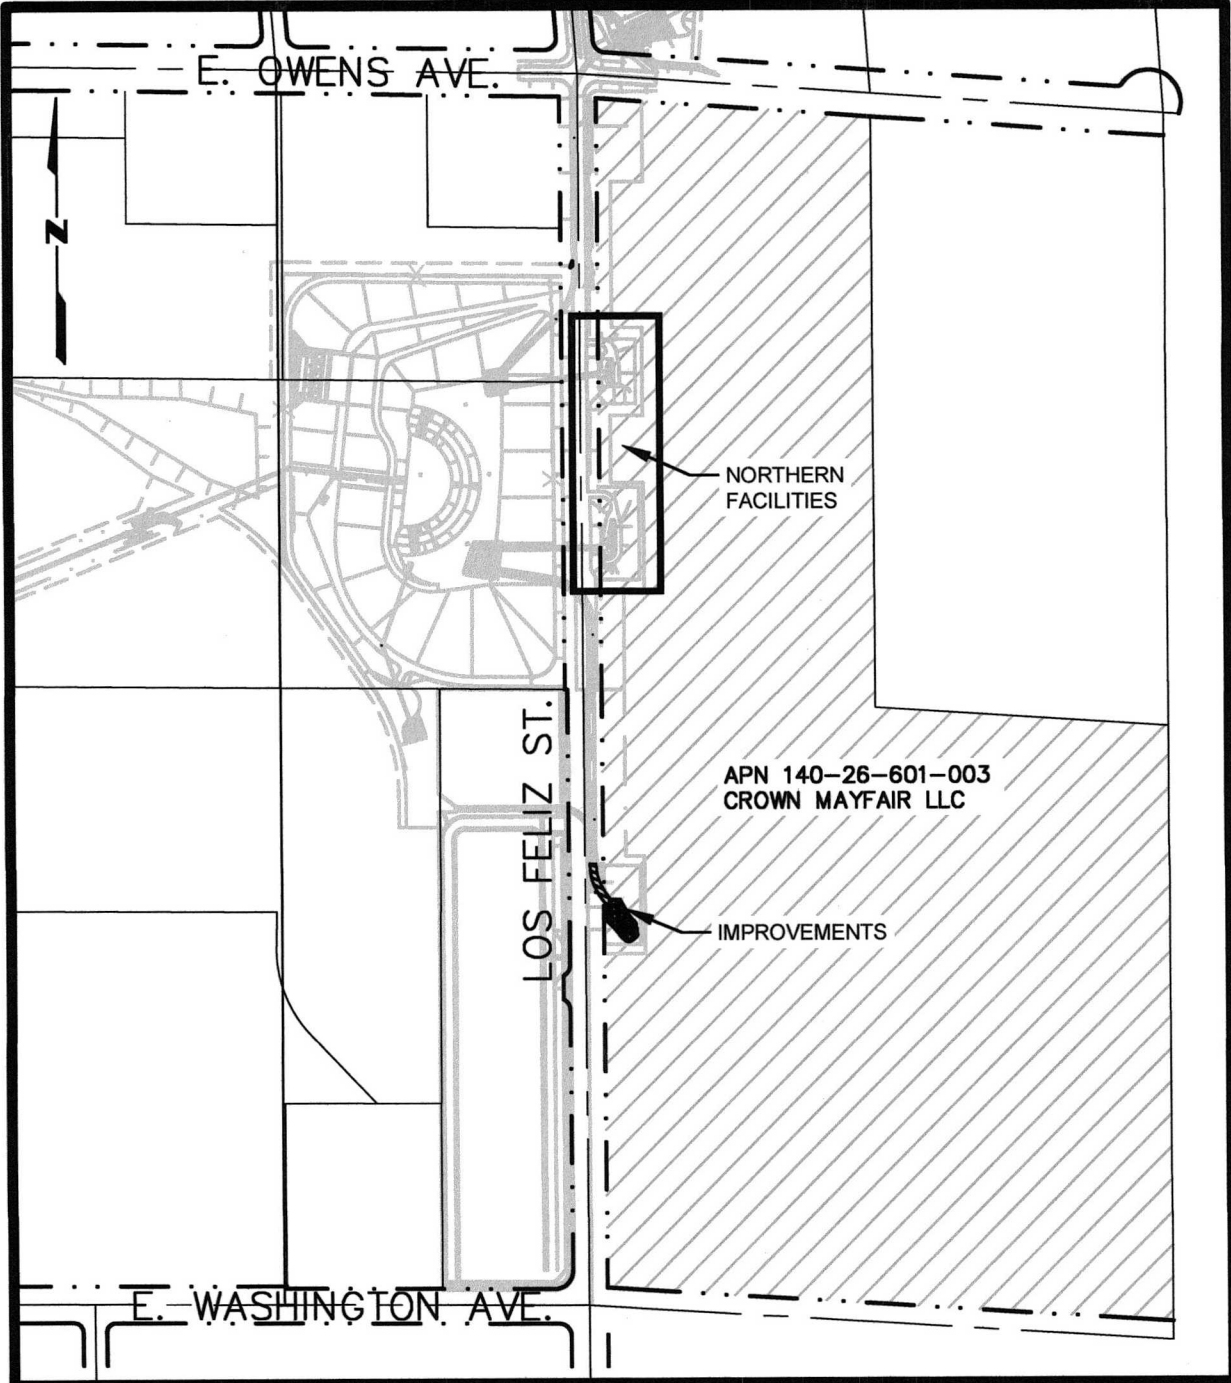 E. OWENS AVE.
N
NORTHERN
FACILITIES
LOS FELIZ ST.
APN 140-26-601-003
CROWN MAYFAIR LLC
IMPROVEMENTS
E. WASHINGTON AVE.